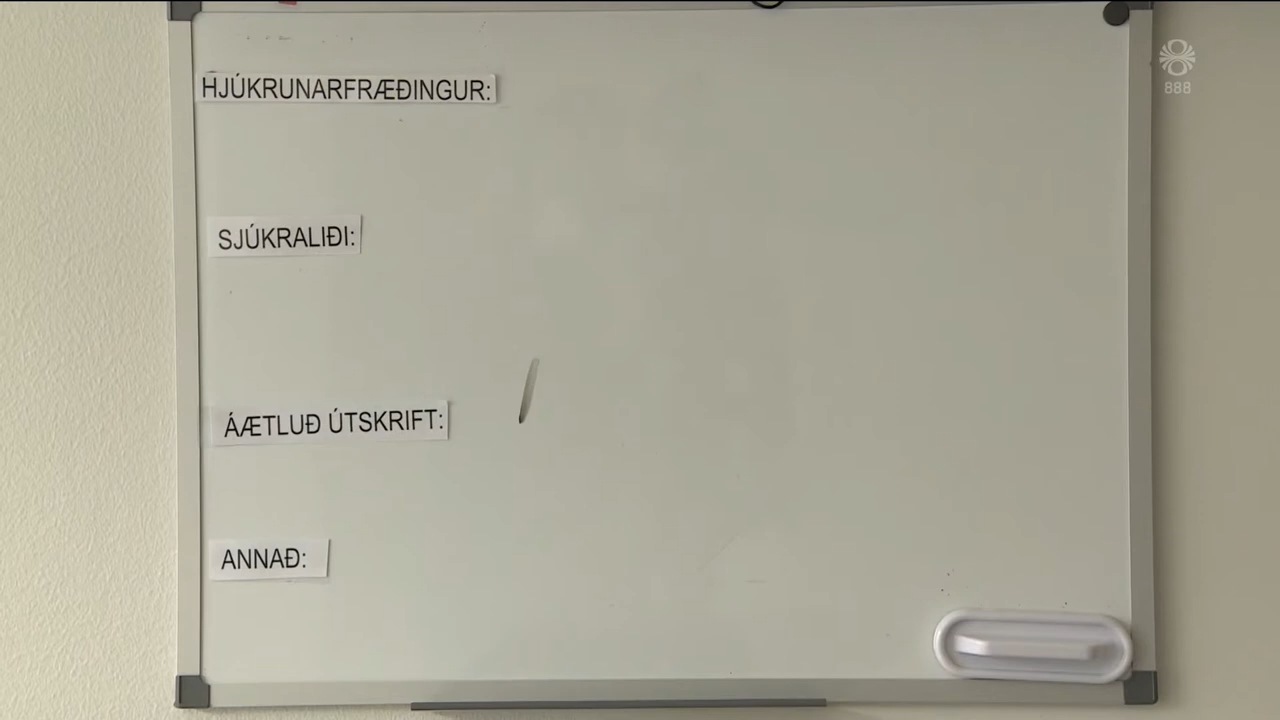 HJÚKRUNARFRÆÐINGUR:
888
SJÚKRALIÐI:
ÁÆTLUÐ ÚTSKRIFT:
ANNAÐ: